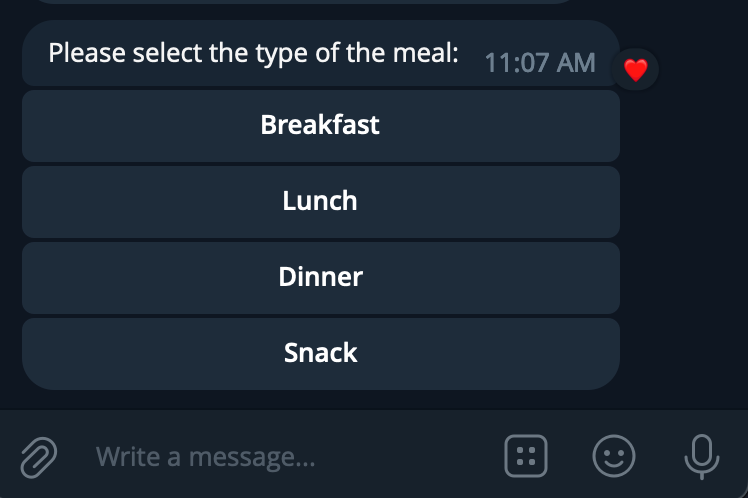 Please select the type of the meal: 11:07 AM
Breakfast
Lunch
Dinner
Snack
Write a message...